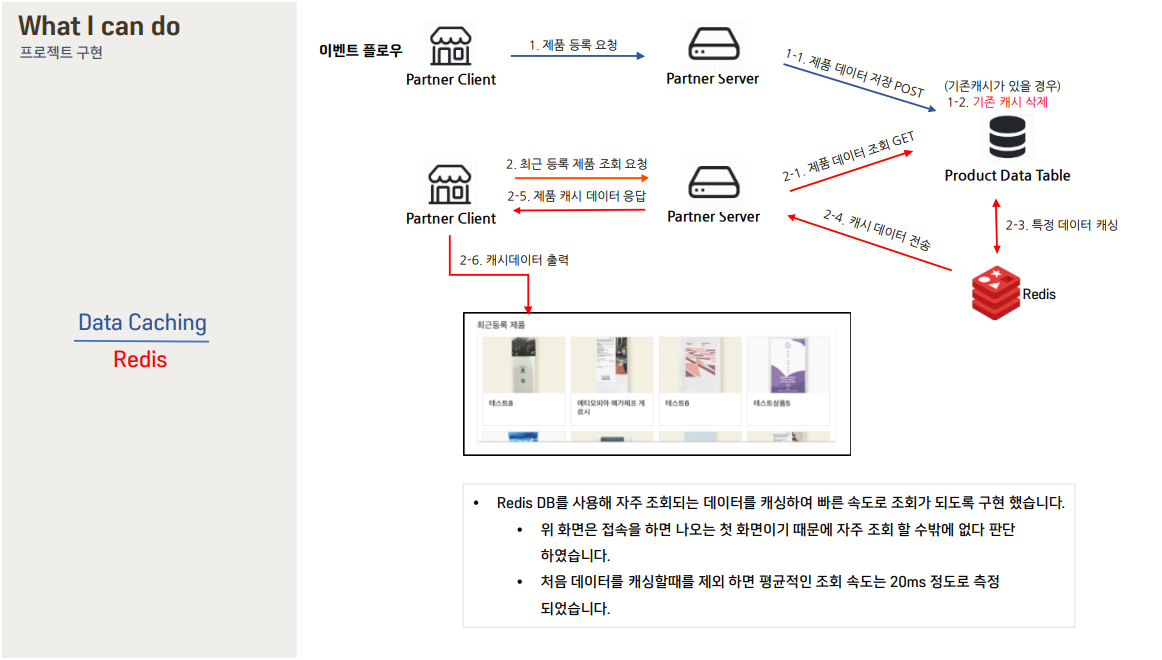 What I can do
프로젝트 구현
Data Caching
Redis
이벤트 플로우
Partner Client
1. 제품 등록 요청
Partner Server
1-1. 제품 데이터 저장 POST
(기존캐시가 있을 경우)
1-2. 기존 캐시 삭제
Product Data Table
Partner Client
2. 최근 등록 제품 조회 요청
2-5. 제품 캐시 데이터 응답
Partner Server
2-1. 제품 데이터 조회 GET
2-4. 캐시 데이터 전송
2-3. 특정 데이터 캐싱
Redis
2-6. 캐시데이터 출력
최근등록 제품
테스트8
에티오피아 예가체프 게
르시
테스트6
테스트상품5
• Redis DB를 사용해 자주 조회되는 데이터를 캐싱하여 빠른 속도로 조회가 되도록 구현 했습니다.
• 위 화면은 접속을 하면 나오는 첫 화면이기 때문에 자주 조회 할 수밖에 없다 판단
하였습니다.
• 처음 데이터를 캐싱할때를 제외 하면 평균적인 조회 속도는 20ms 정도로 측정
되었습니다.